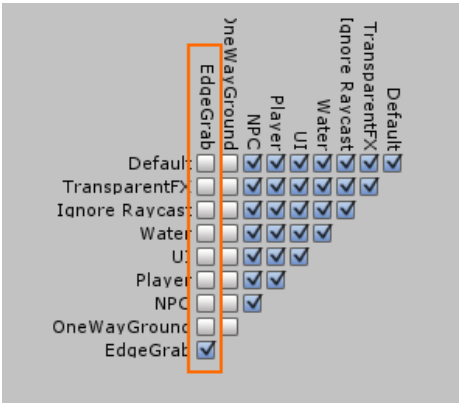 EdgeGrab
OneWayGround
NPC
Player
UI
Water
Ignore Raycast
TransparentFX
Default
Default
TransparentFX
Ignore Raycast
Water
UI
Player
NPC
OneWayGround
EdgeGrab